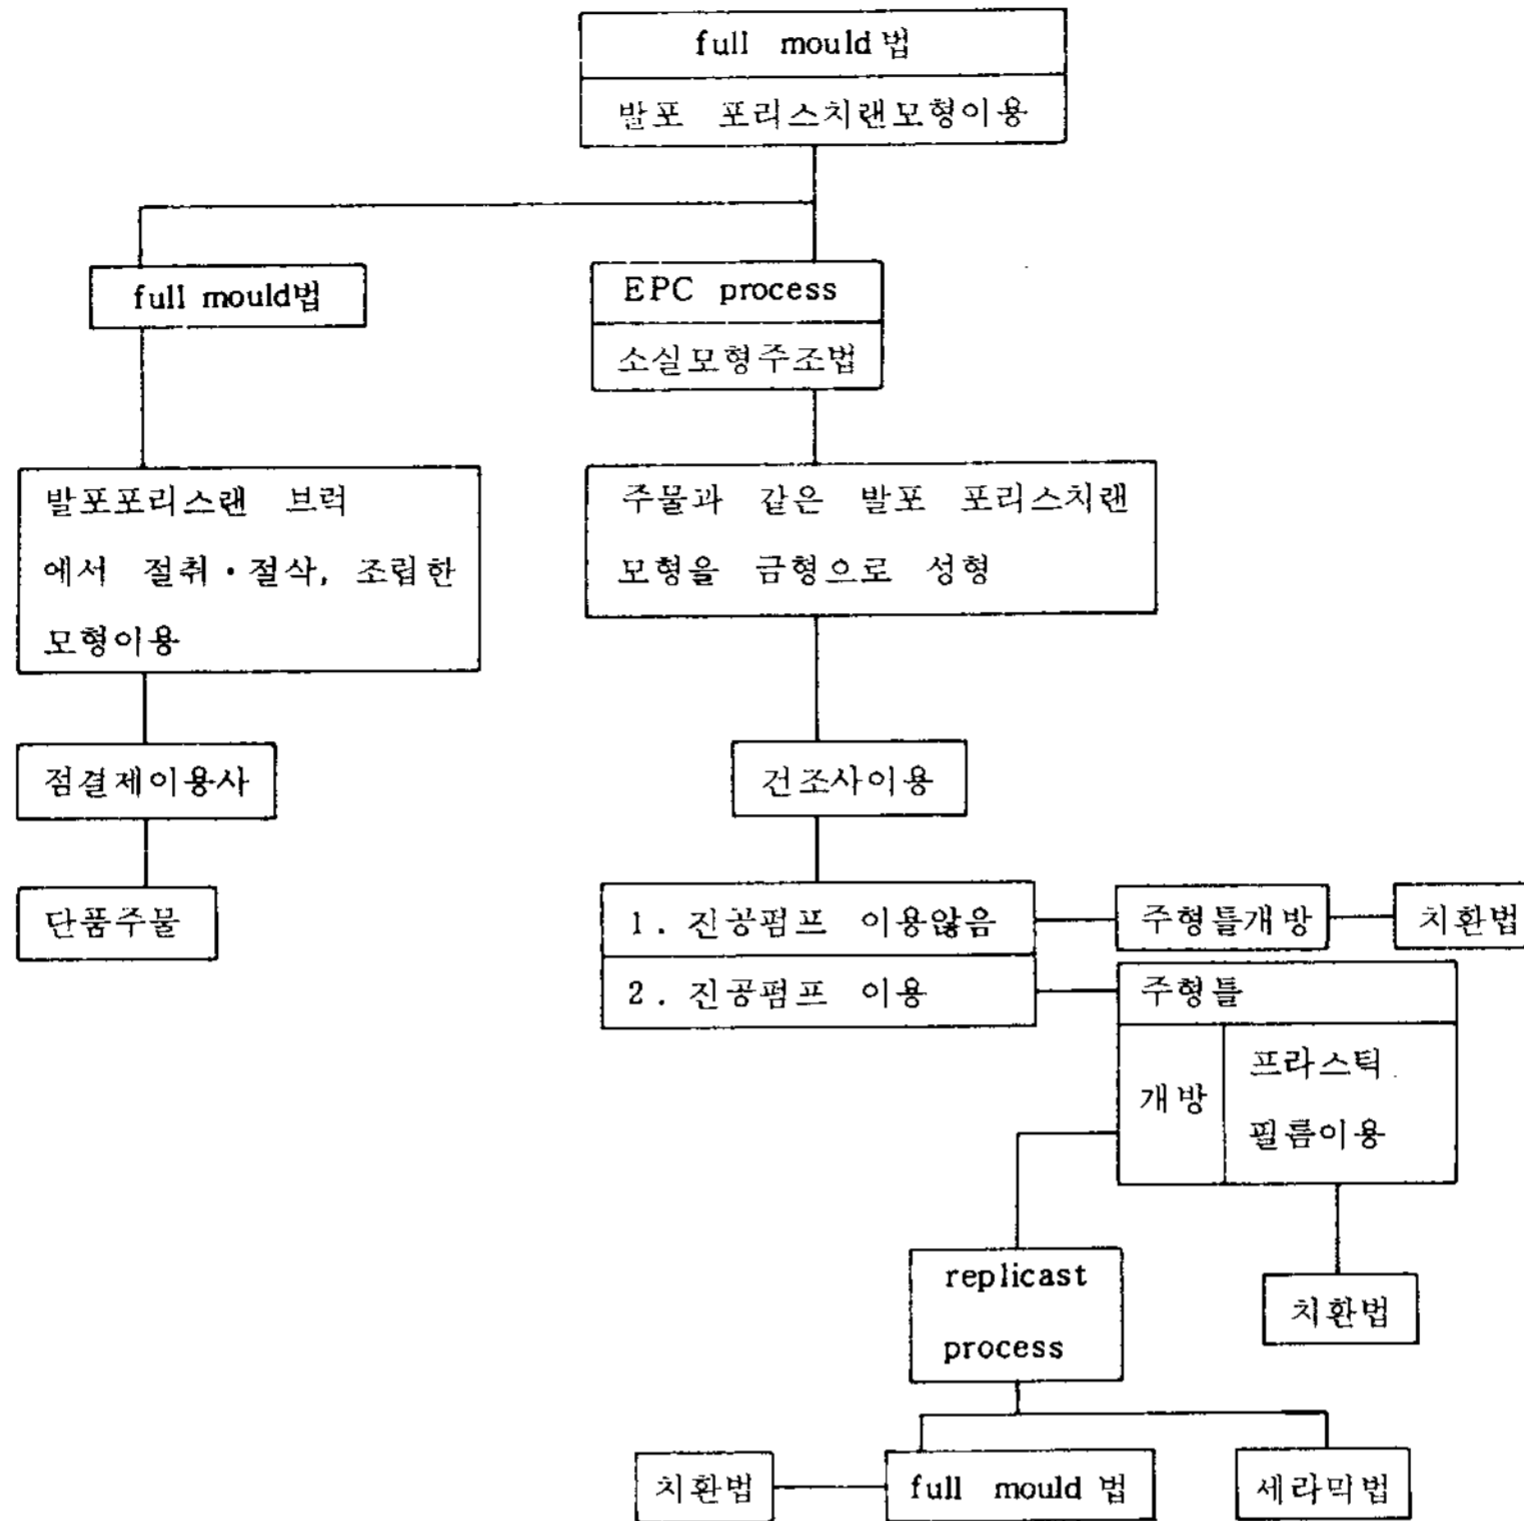 full mould법
발포 포리스치랜모형이용
full mould법
EPC process
소실모형주조법
발포포리스랜 브럭
에서 절취·절삭, 조립한
모형이용
주물과 같은 발포 포리스치랜
모형을 금형으로 성형
점결제이용사
건조사이용
단품주물
1. 진공펌프 이용않음
주형틀개방
치환법
2. 진공펌프 이용
주형틀
개방
프라스틱
필름이용
replicast
process
치환법
치환법
full mould 법
세라믹법